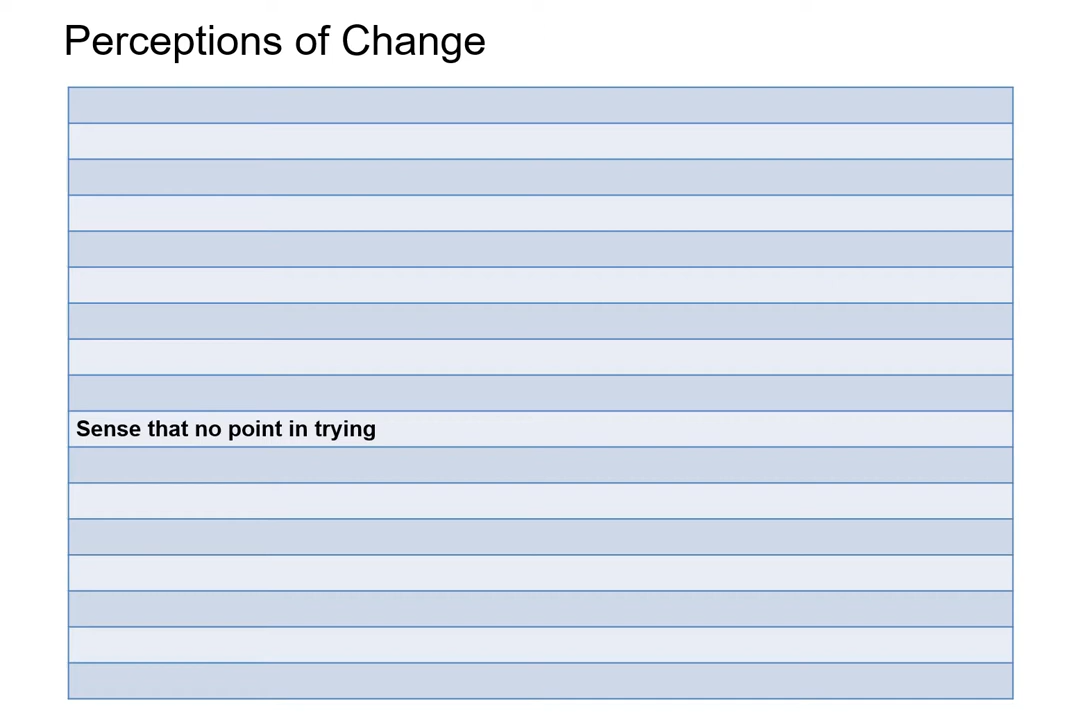 Perceptions of Change
Sense that no point in trying